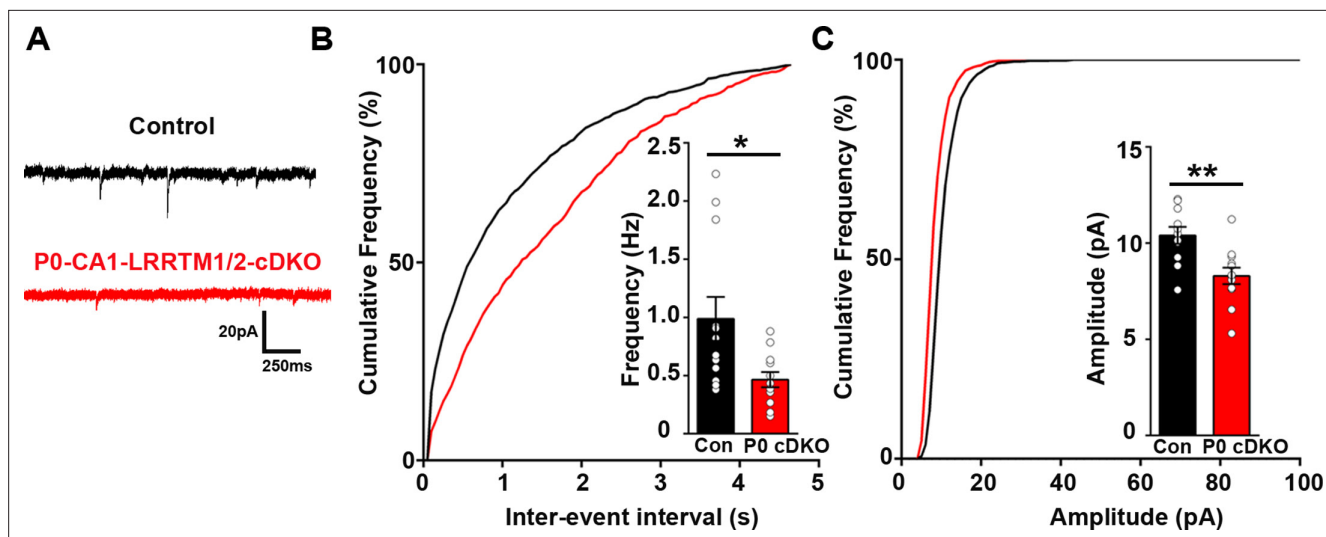 A
Control
P0-CA1-LRRTM1/2-cDKO
20pA
250ms
B
Cumulative Frequency (%)
100
50
0
0 1 2 3 4 5
Inter-event interval (s)
Frequency (Hz)
2.5
2.0
1.5
1.0
0.5
0
*
Con P0 cDKO
C
Cumulative Frequency (%)
100
50
0
0 20 40 60 80 100
Amplitude (pA)
Amplitude (pA)
15
10
5
0
**
Con P0 cDKO